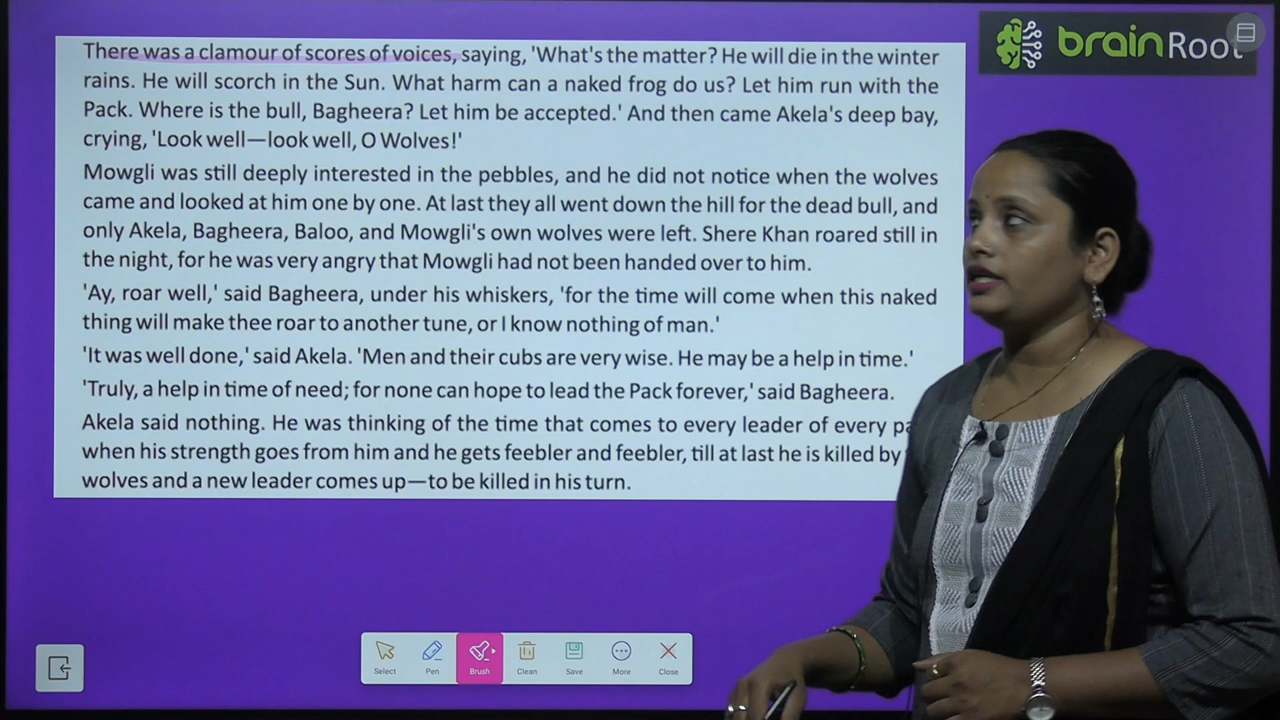 There was a clamour of scores of voices, saying, 'What's the matter? He will die in the winter
rains. He will scorch in the Sun. What harm can a naked frog do us? Let him run with the
Pack. Where is the bull, Bagheera? Let him be accepted.' And then came Akela's deep bay,
crying, 'Look well—look well, O Wolves!'
Mowgli was still deeply interested in the pebbles, and he did not notice when the wolves
came and looked at him one by one. At last they all went down the hill for the dead bull, and
only Akela, Bagheera, Baloo, and Mowgli's own wolves were left. Shere Khan roared still in
the night, for he was very angry that Mowgli had not been handed over to him.
'Ay, roar well,' said Bagheera, under his whiskers, 'for the time will come when this naked
thing will make thee roar to another tune, or I know nothing of man.'
'It was well done,' said Akela. 'Men and their cubs are very wise. He may be a help in time.'
'Truly, a help in time of need; for none can hope to lead the Pack forever,' said Bagheera.
Akela said nothing. He was thinking of the time that comes to every leader of every
when his strength goes from him and he gets feebler and feebler, till at last he is killed by
wolves and a new leader comes up—to be killed in his turn.
brainRoot
Select Pen Brush Clean Save More Close